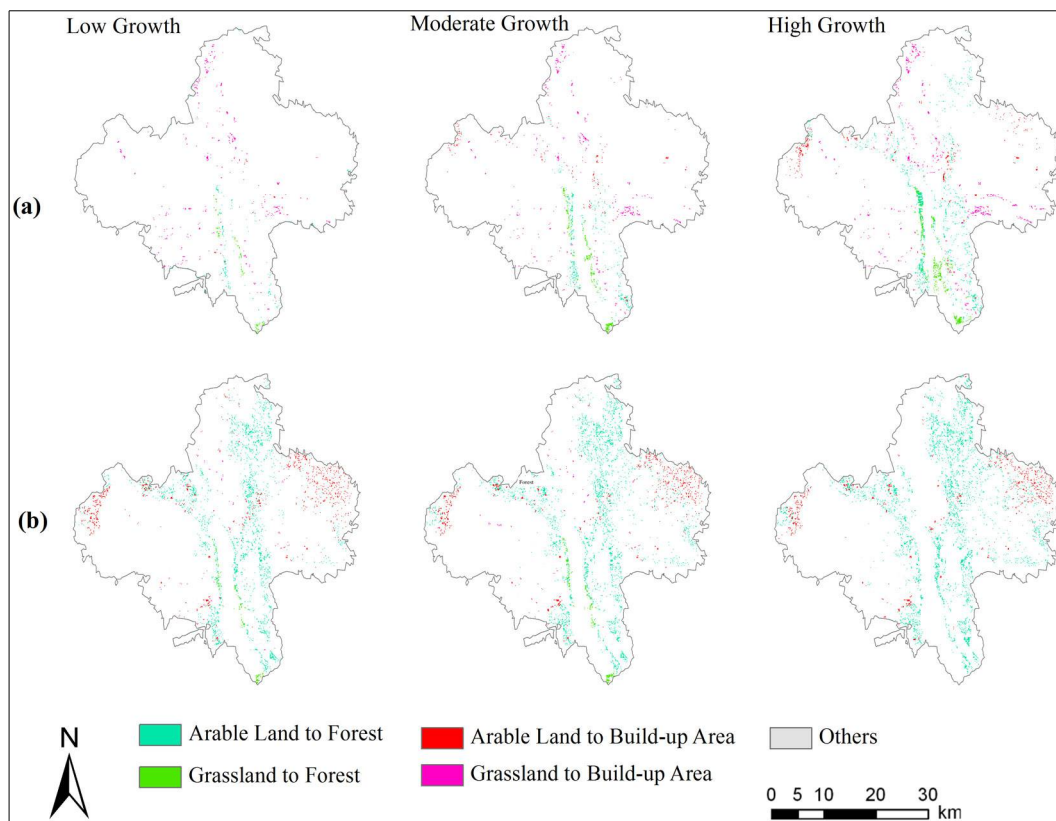 Low Growth
Moderate Growth
High Growth
(a)
(b)
Forest
N
Arable Land to Forest
Arable Land to Build-up Area
Others
Grassland to Forest
Grassland to Build-up Area
0 5 10 20 30
km